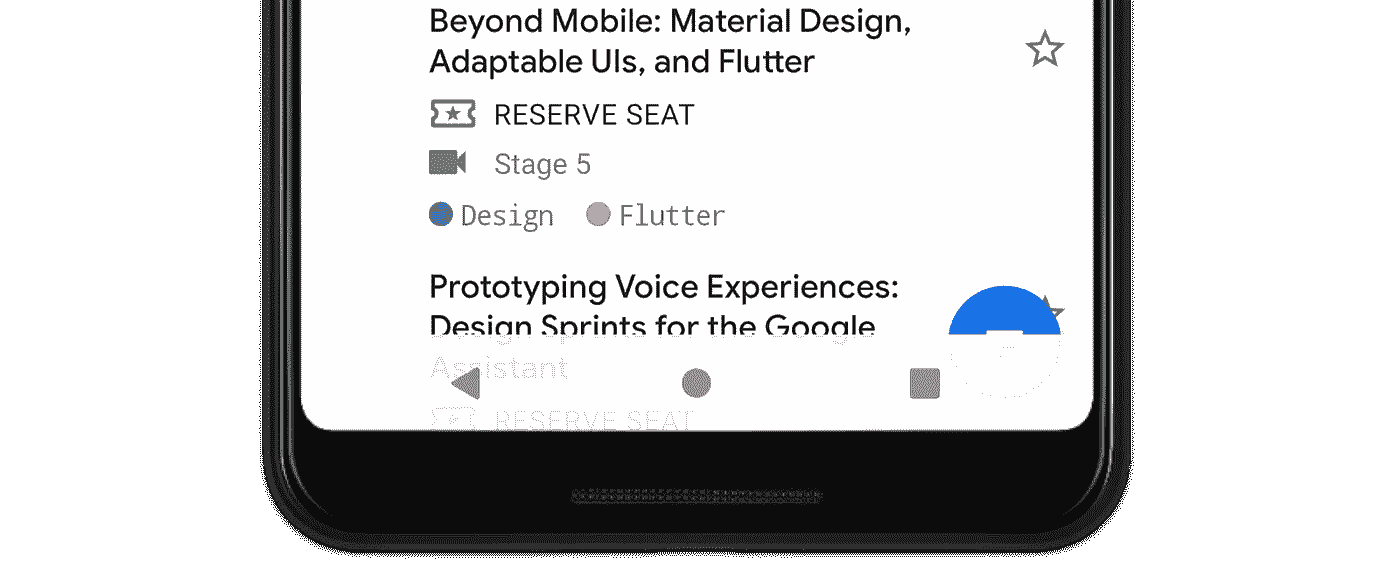 Beyond Mobile: Material Design,
Adaptable UIs, and Flutter
RESERVE SEAT
Stage 5
Design Flutter
Prototyping Voice Experiences:
Design Sprints for the Google
Assistant
RESERVE SEAT